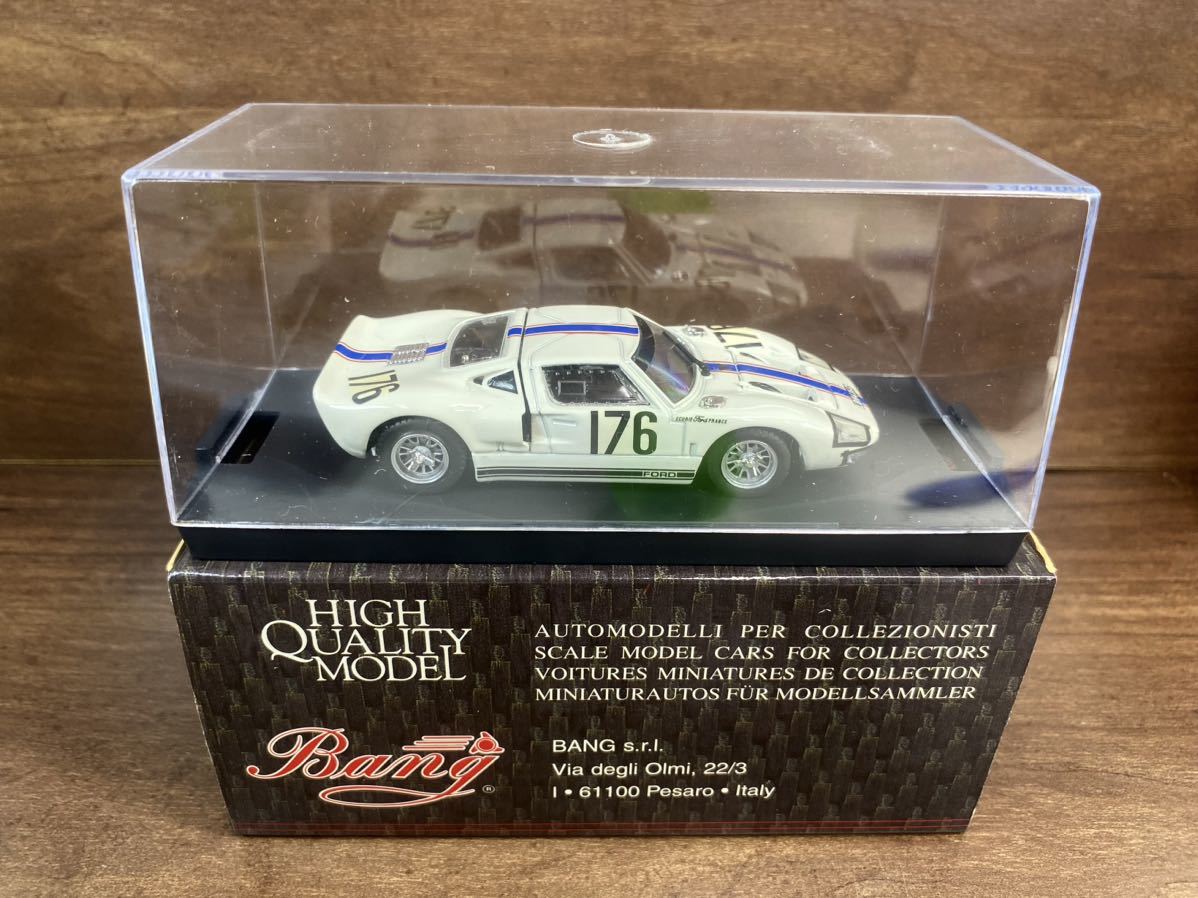 176
176
176
FORD
HIGH
QUALITY
MODEL
AUTOMODELLI PER COLLEZIONISTI
SCALE MODEL CARS FOR COLLECTORS
VOITURES MINIATURES DE COLLECTION
MINIATURAUTOS FÜR MODELLSAMMLER
Bang ®
BANG s.r.l.
Via degli Olmi, 22/3
I • 61100 Pesaro • Italy